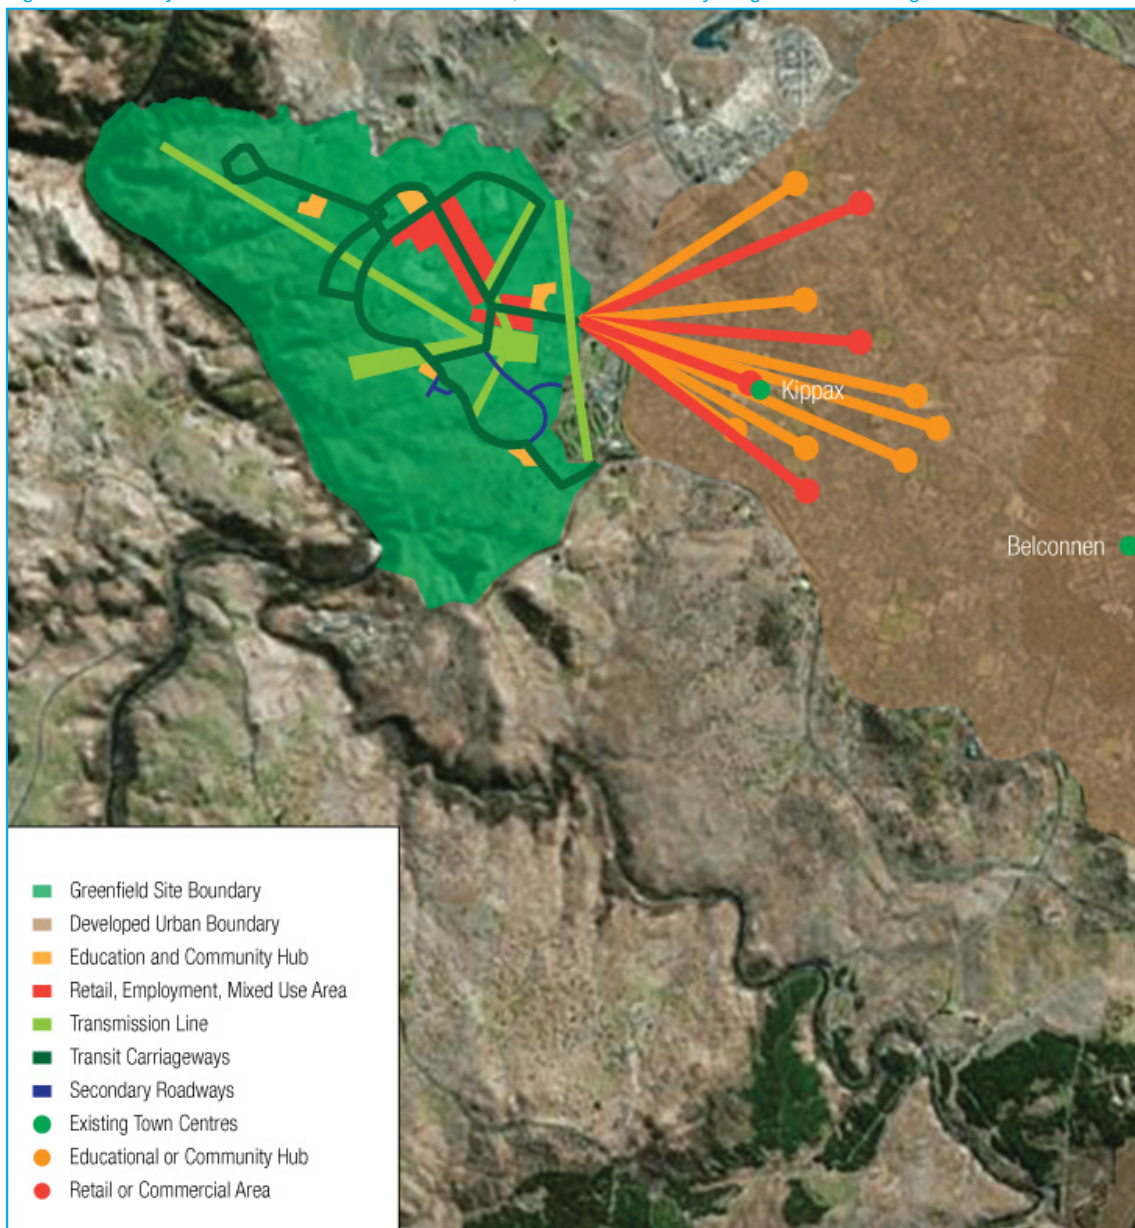 Kippax
Belconnen
Greenfield Site Boundary
Developed Urban Boundary
Education and Community Hub
Retail, Employment, Mixed Use Area
Transmission Line
Transit Carriageways
Secondary Roadways
Existing Town Centres
Educational or Community Hub
Retail or Commercial Area